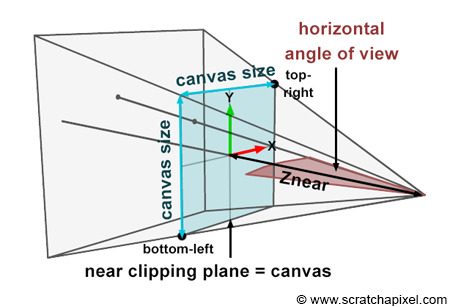 horizontal
angle of view
canvas size
top-
right
Y
X
canvas size
Znear
bottom-left
near clipping plane = canvas
© www.scratchapixel.com